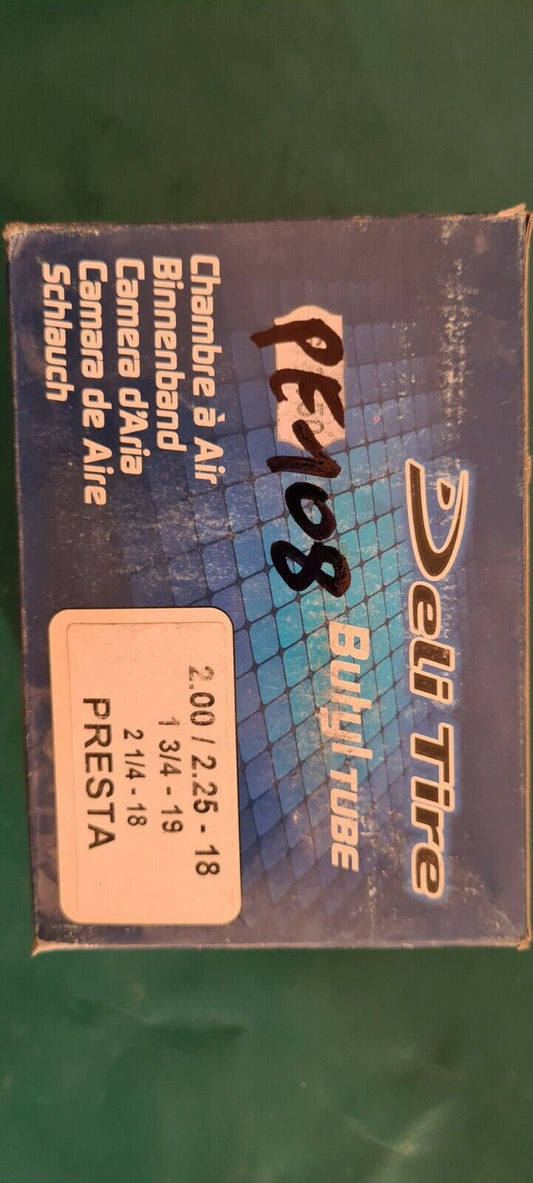 Deli Tire
Butyl TUBE
PE108
Chambre à Air
Binnenband
Camera d'Aria
Camara de Aire
Schlauch
2.00 / 2.25 - 18
1 3/4 - 19
2 1/4 - 18
PRESTA